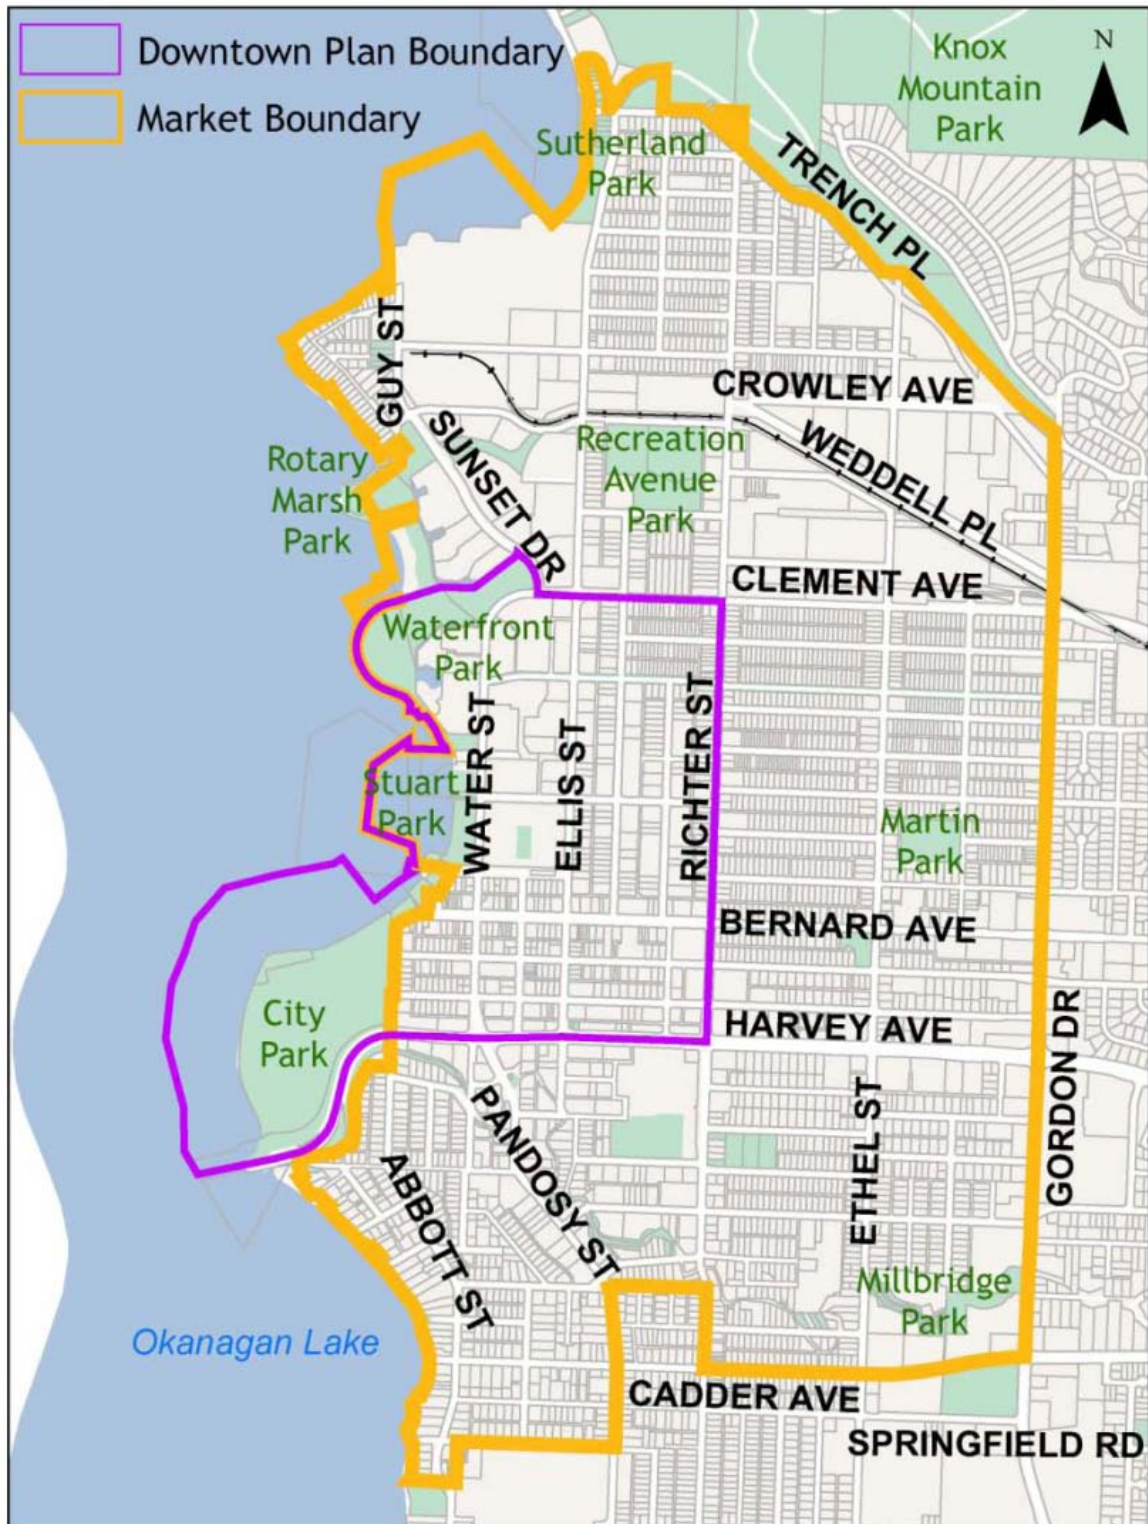 Downtown Plan Boundary
Market Boundary
N
Knox
Mountain
Park
Sutherland
Park
TRENCH PL
GUY ST
CROWLEY AVE
SUNSET DR
Recreation
Avenue
Park
WEDDELL PL
Rotary
Marsh
Park
CLEMENT AVE
Waterfront
Park
WATER ST
ELLIS ST
RICHTER ST
Stuart
Park
Martin
Park
BERNARD AVE
City
Park
HARVEY AVE
GORDON DR
PANDOSY ST
ETHEL ST
ABBOTT ST
Millbridge
Park
Okanagan Lake
CADDER AVE
SPRINGFIELD RD